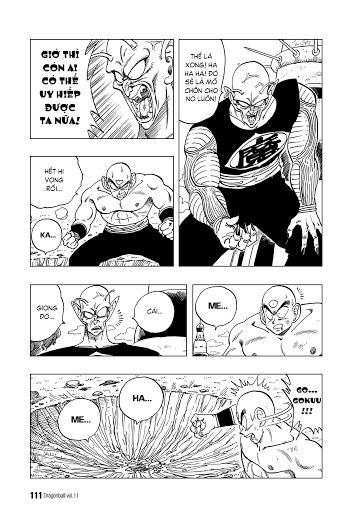 THẾ LÀ
XONG! HA
HA HA! ĐÓ
SẼ LÀ MỒ
CHÔN CHO
NÓ LUÔN!
GIỜ THÌ
CÒN AI
CÓ THỂ
UY HIẾP
ĐƯỢC
TA NỮA!
HẾT HI
VỌNG
RỒI...
KA...
ME...
CÁI...
GIỌNG
ĐÓ...
GO...
GOKUU
!!!
HA...
ME...
111 Dragonball vol.11